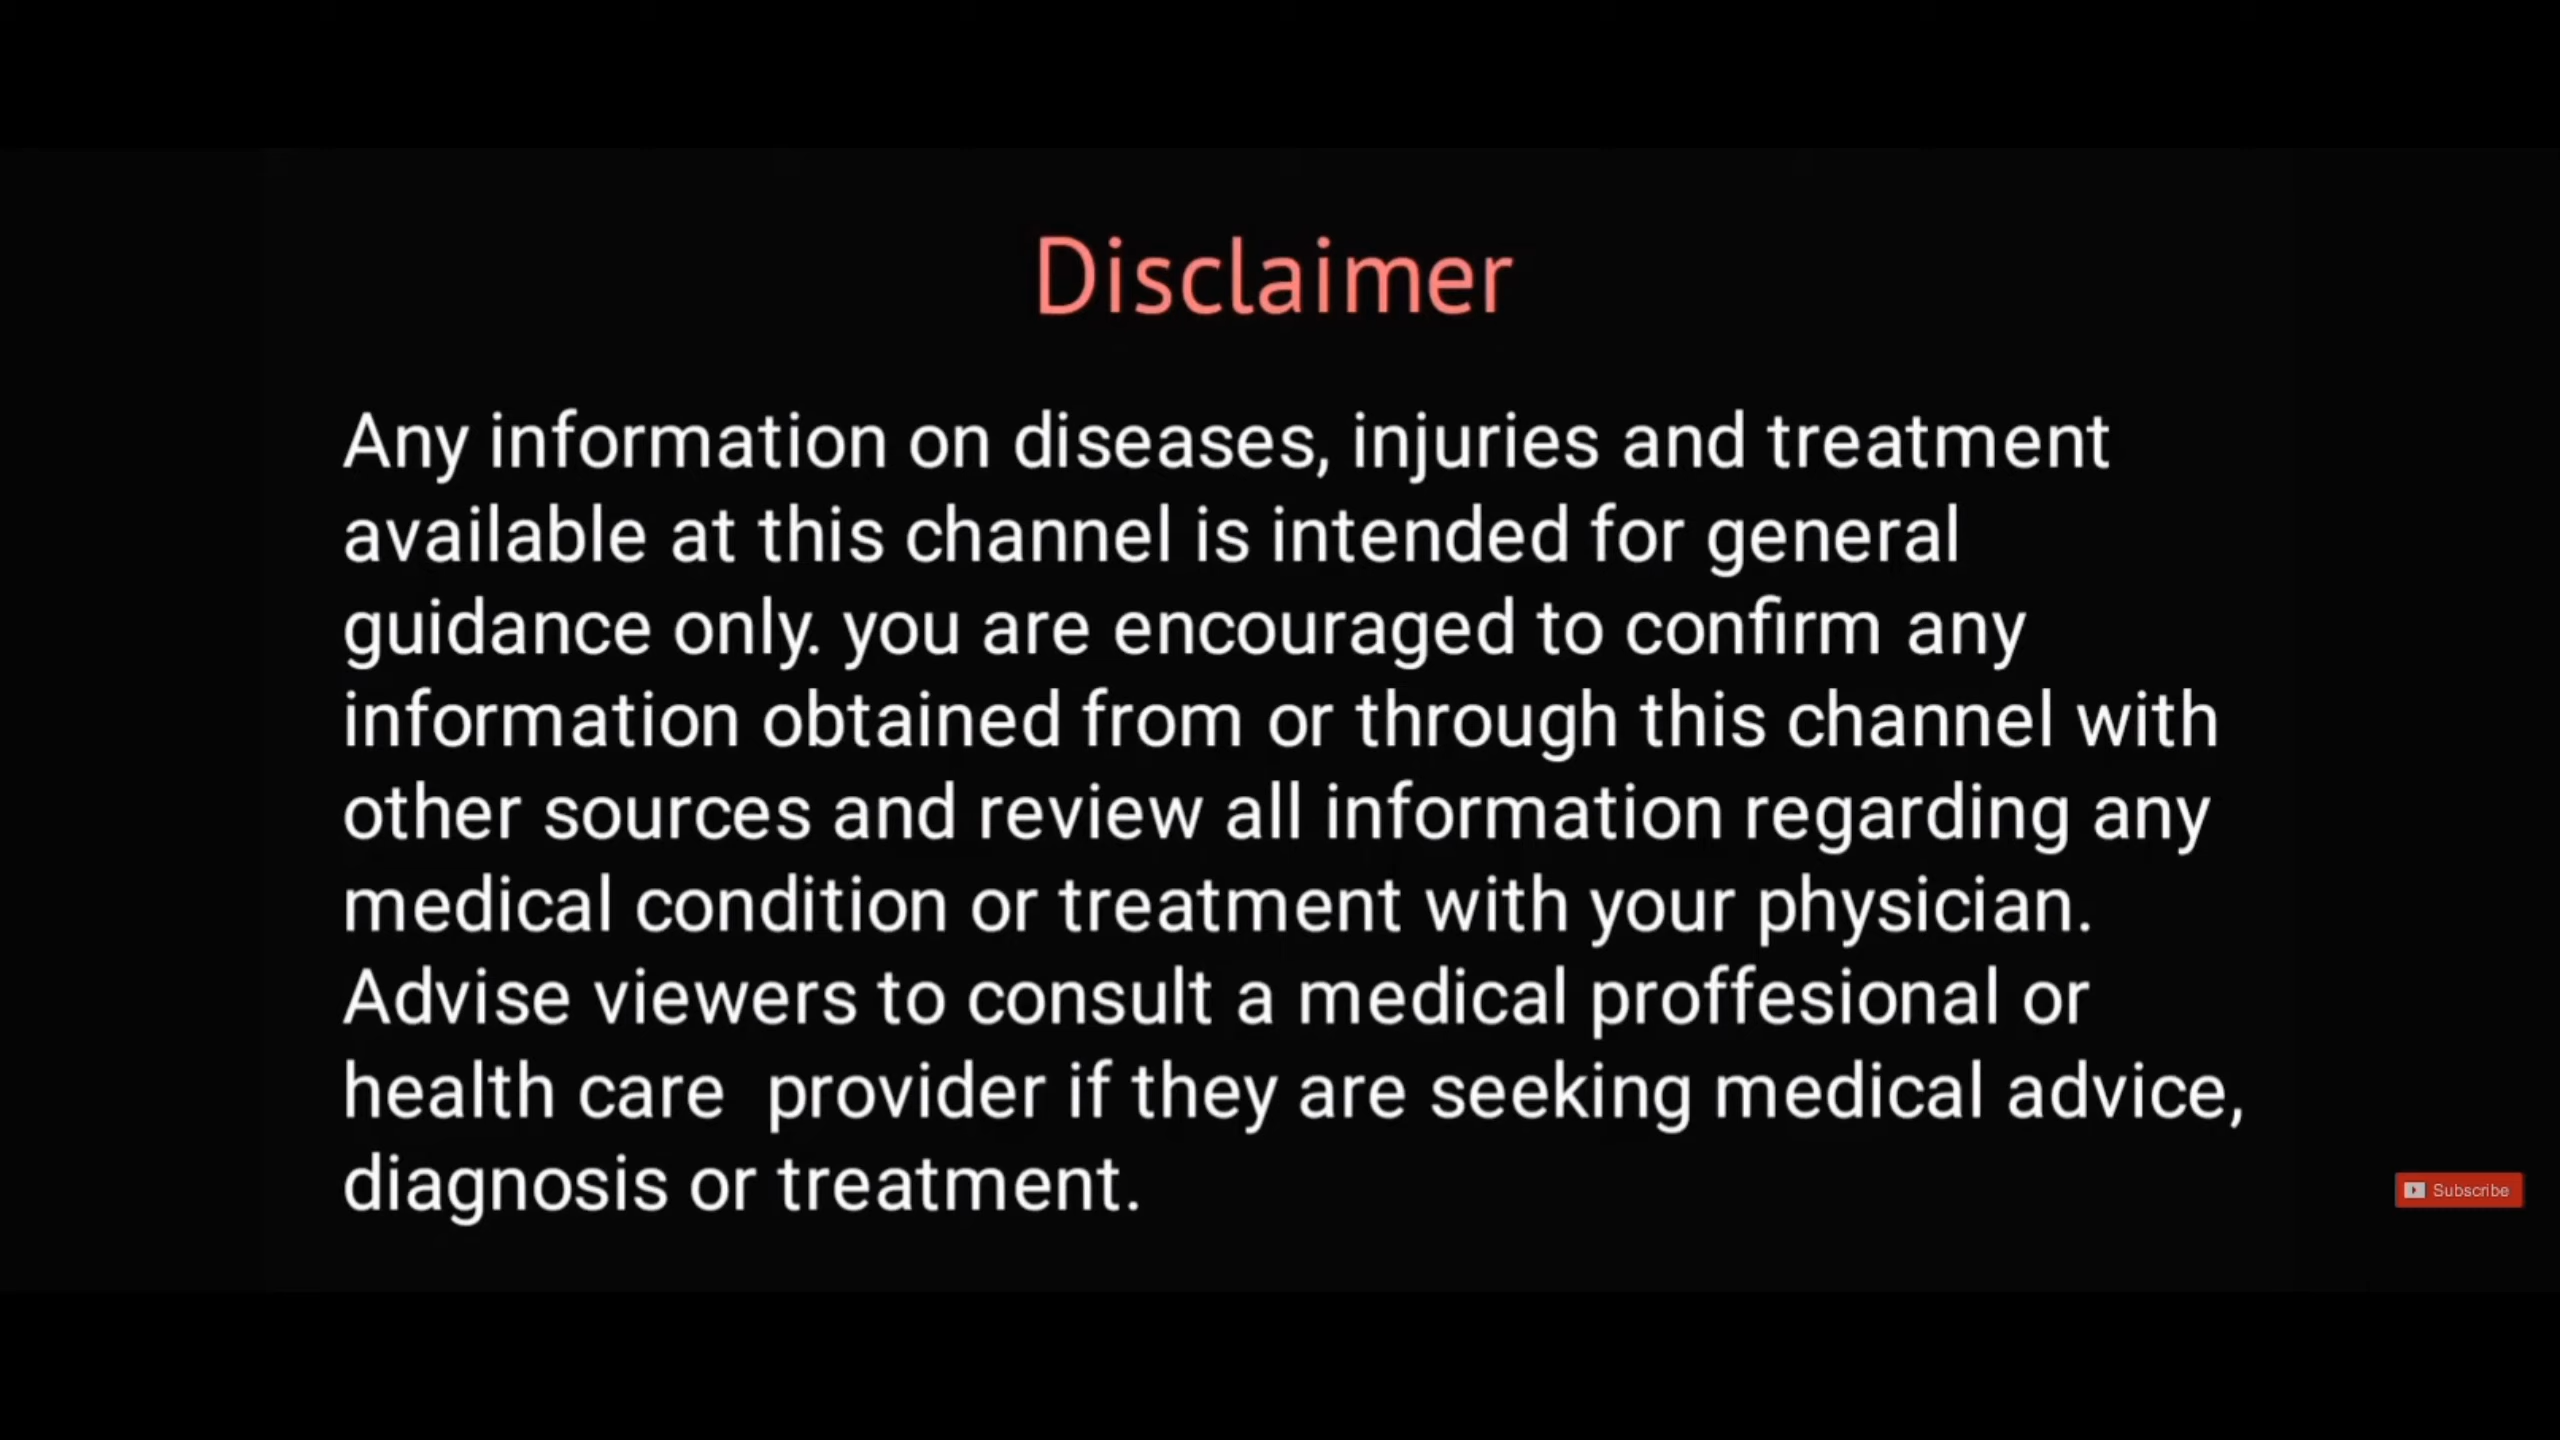 Disclaimer
Any information on diseases, injuries and treatment
available at this channel is intended for general
guidance only. you are encouraged to confirm any
information obtained from or through this channel with
other sources and review all information regarding any
medical condition or treatment with your physician.
Advise viewers to consult a medical proffesional or
health care  provider if they are seeking medical advice,
diagnosis or treatment.
Subscribe